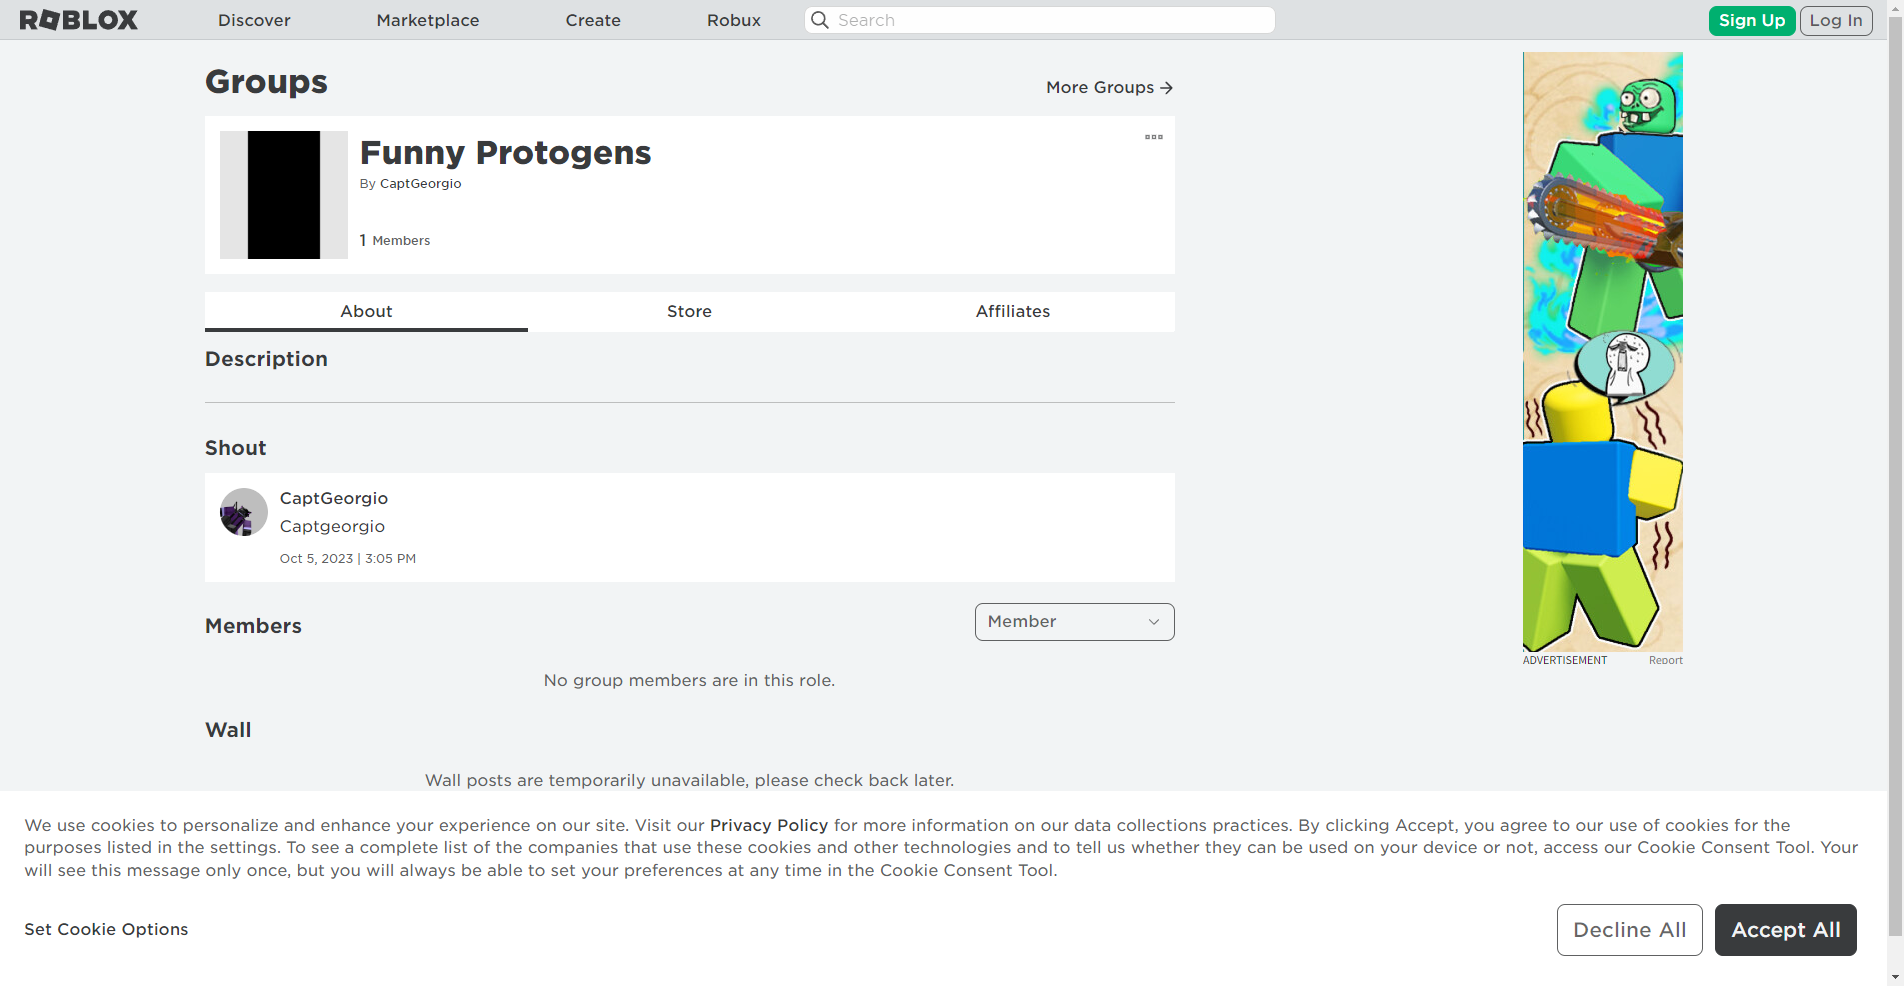 ROBLOX
Discover
Marketplace
Create
Robux
Search
Sign Up
Log In
Groups
More Groups
Funny Protogens
By CaptGeorgio
1 Members
About
Store
Affiliates
Description
Shout
CaptGeorgio
Captgeorgio
Oct 5, 2023 | 3:05 PM
Members
Member
No group members are in this role.
Wall
Wall posts are temporarily unavailable, please check back later.
ADVERTISEMENT
Report
We use cookies to personalize and enhance your experience on our site. Visit our Privacy Policy for more information on our data collections practices. By clicking Accept, you agree to our use of cookies for the
purposes listed in the settings. To see a complete list of the companies that use these cookies and other technologies and to tell us whether they can be used on your device or not, access our Cookie Consent Tool. Your
will see this message only once, but you will always be able to set your preferences at any time in the Cookie Consent Tool.
Set Cookie Options
Decline All
Accept All